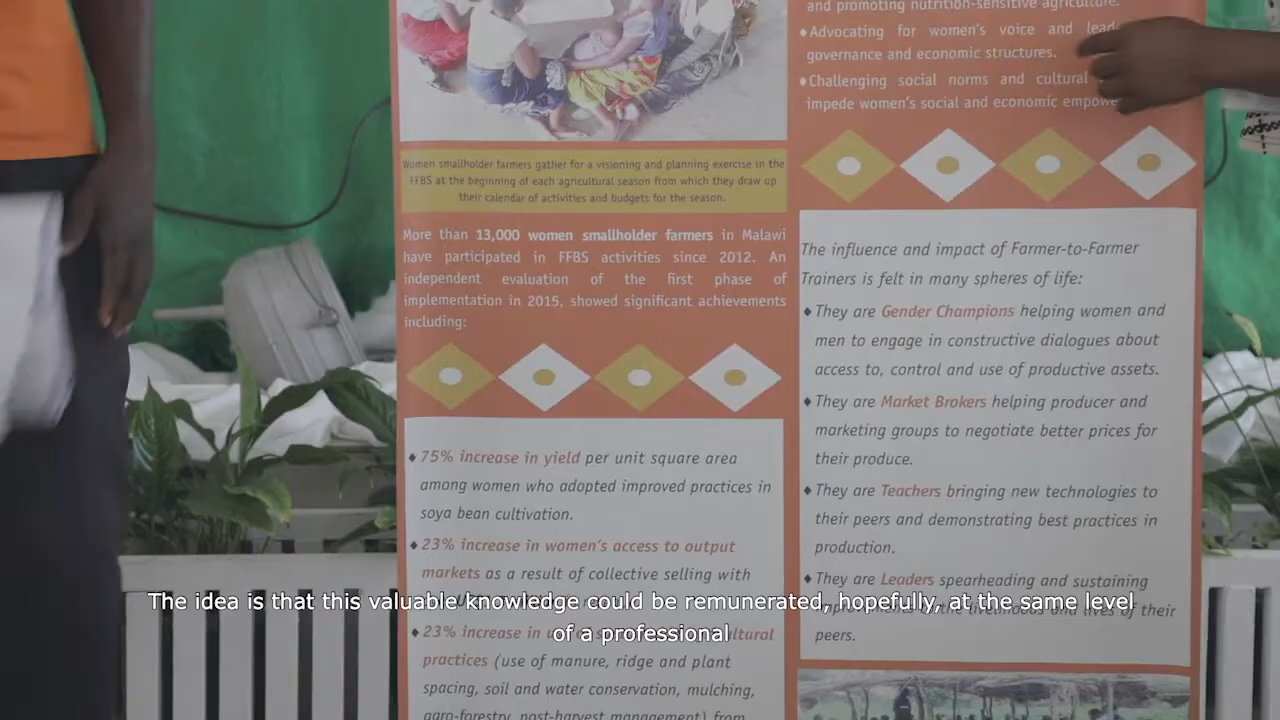 Women smallholder farmers gather for a visioning and planning exercise in the
FFBS at the beginning of each agricultural season from which they draw up
their calendar of activities and budgets for the season.
More than 13,000 women smallholder farmers in Malawi
have participated in FFBS activities since 2012. An
independent evaluation of the first phase of
implementation in 2015, showed significant achievements
including:
♦ 75% increase in yield per unit square area
among women who adopted improved practices in
soya bean cultivation.
♦ 23% increase in women's access to output
markets as a result of collective selling with
♦ 23% increase in
practices (use of manure, ridge and plant
spacing, soil and water conservation, mulching,
agro-forestry, post-harvest management) from
and promoting nutrition-sensitive agriculture.
♦Advocating for women's voice and
governance and economic structures.
♦Challenging social norms and cultural
impede women's social and economic
The influence and impact of Farmer-to-Farmer
Trainers is felt in many spheres of life:
♦ They are Gender Champions helping women and
men to engage in constructive dialogues about
access to, control and use of productive assets.
♦ They are Market Brokers helping producer and
marketing groups to negotiate better prices for
their produce.
♦ They are Teachers bringing new technologies to
their peers and demonstrating best practices in
production.
♦ They are Leaders spearheading and sustaining
lives of their
peers.
The idea is that this valuable knowledge could be remunerated, hopefully, at the same level
of a professional